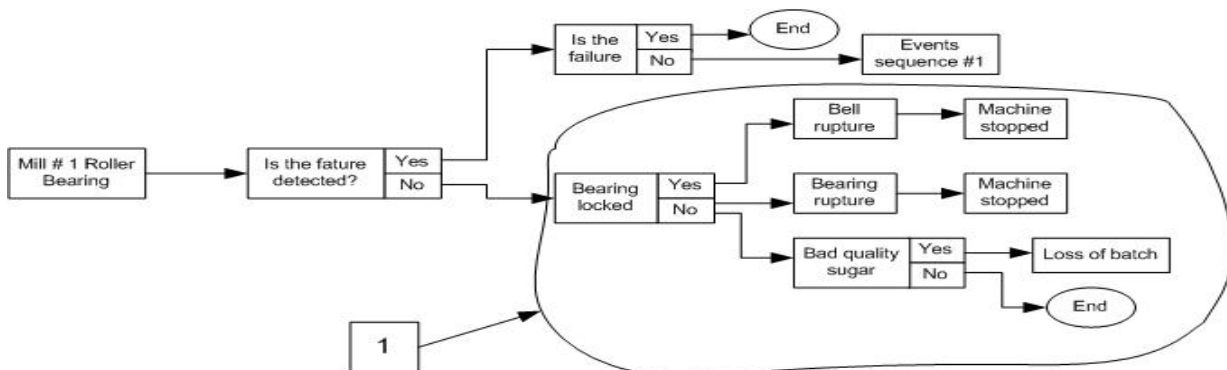 Mill # 1 Roller
Bearing
Is the fature
detected?
Yes
No
Is the
failure
Yes
No
End
Events
sequence #1
Bearing
locked
Yes
No
Bell
rupture
Machine
stopped
Bearing
rupture
Machine
stopped
Bad quality
sugar
Yes
No
Loss of batch
End
1